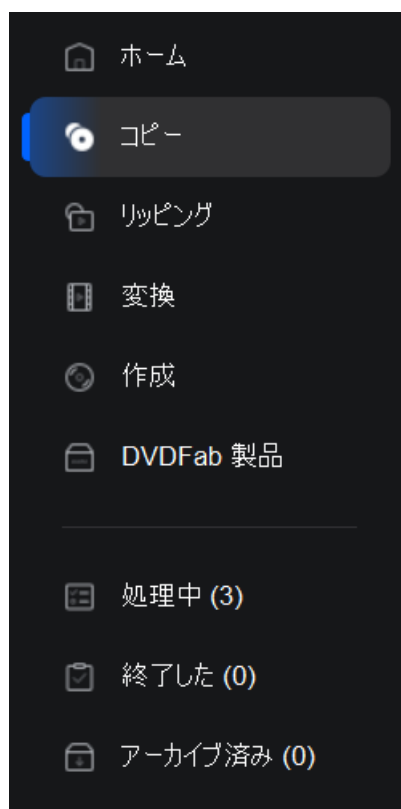 ホーム
コピー
リッピング
変換
作成
DVDFab 製品
処理中 (3)
終了した (0)
アーカイブ済み (0)